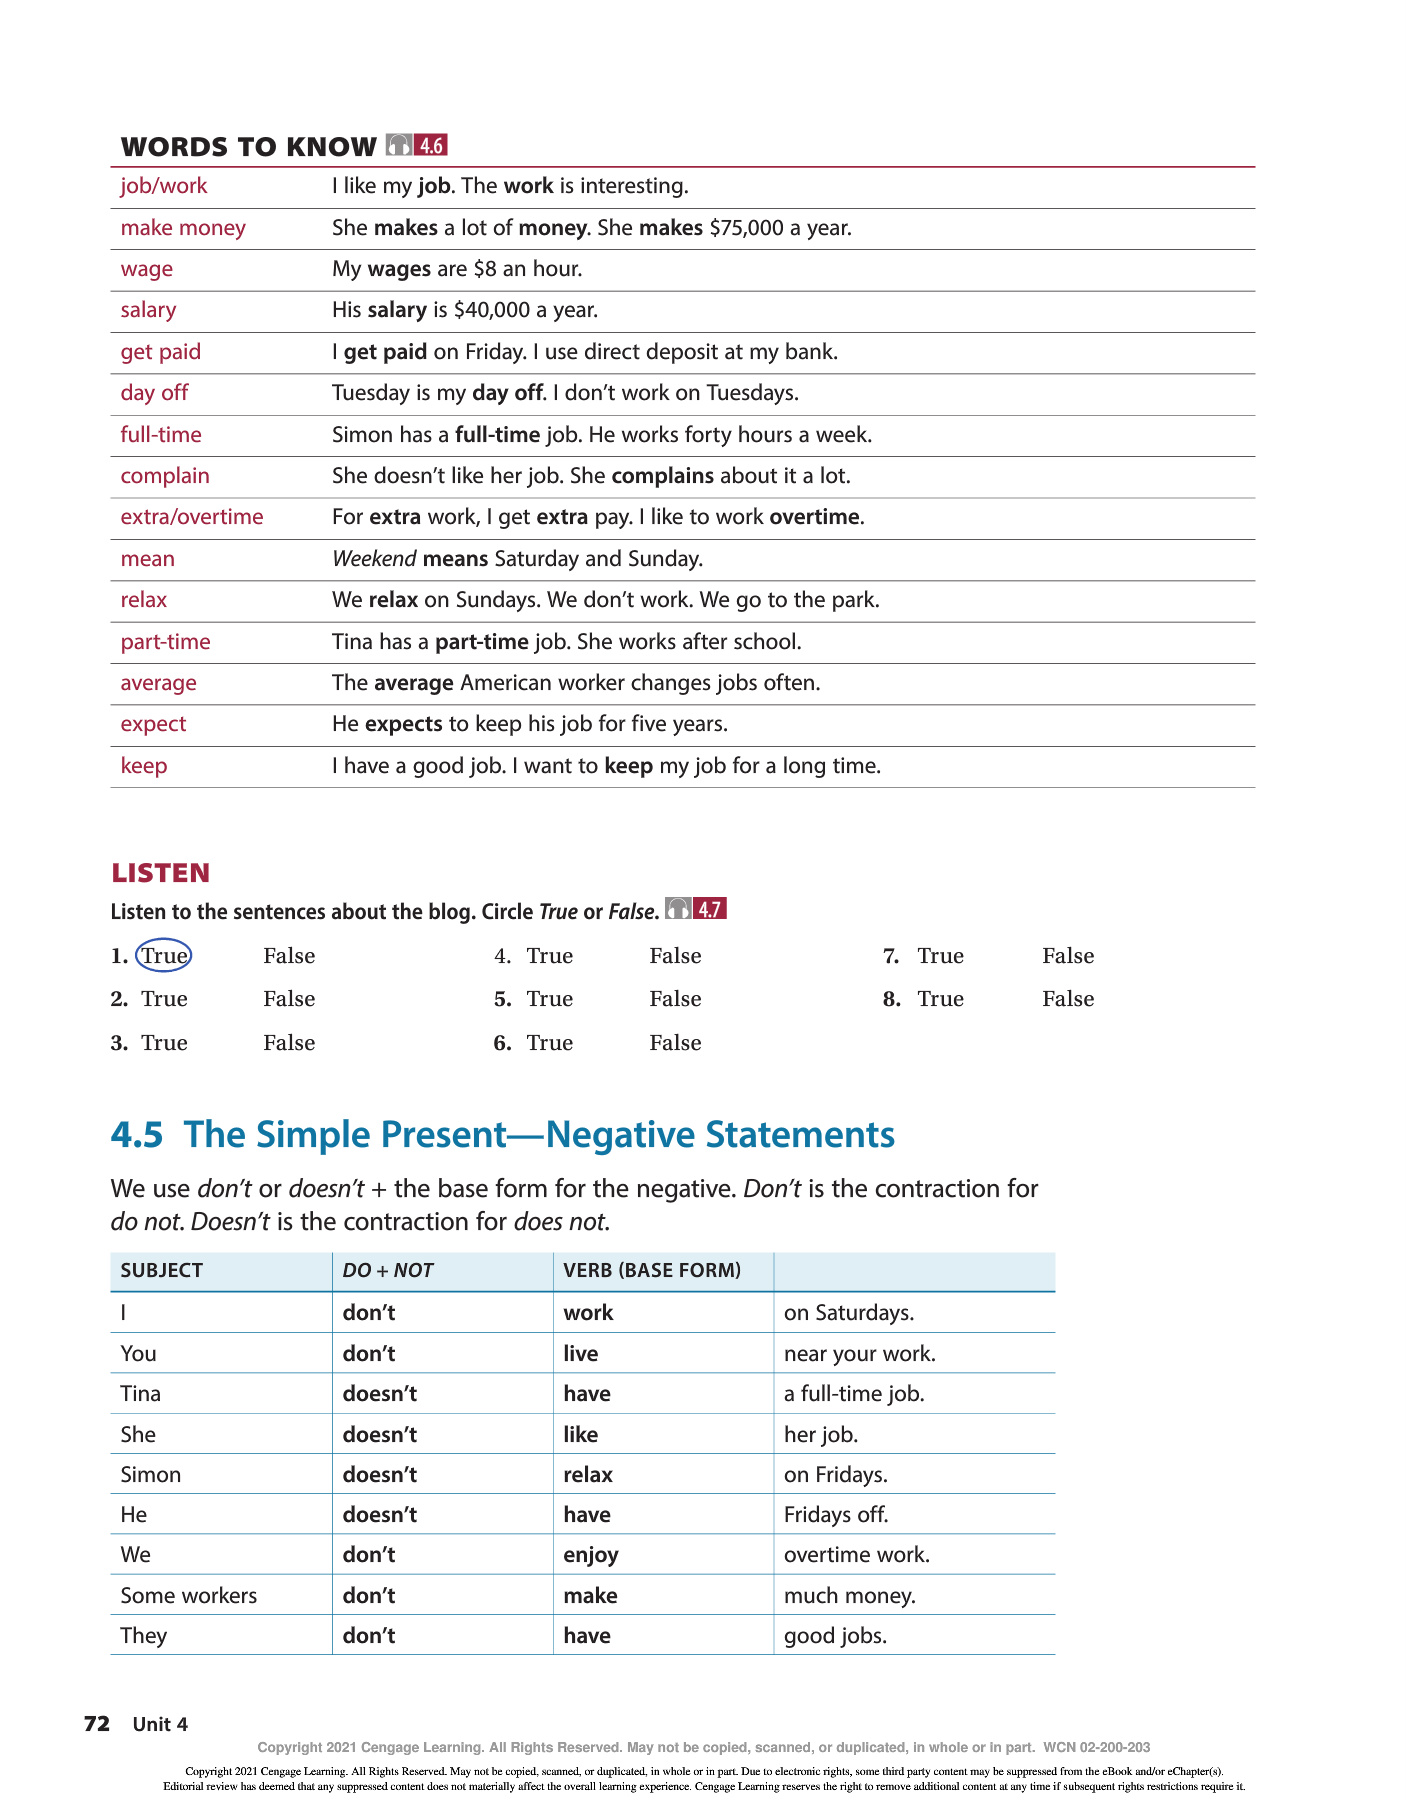 WORDS TO KNOW 4.6
job/work I like my job. The work is interesting.
make money She makes a lot of money. She makes $75,000 a year.
wage My wages are $8 an hour.
salary His salary is $40,000 a year.
get paid I get paid on Friday. I use direct deposit at my bank.
day off Tuesday is my day off. I don’t work on Tuesdays.
full-time Simon has a full-time job. He works forty hours a week.
complain She doesn’t like her job. She complains about it a lot.
extra/overtime For extra work, I get extra pay. I like to work overtime.
mean Weekend means Saturday and Sunday.
relax We relax on Sundays. We don’t work. We go to the park.
part-time Tina has a part-time job. She works after school.
average The average American worker changes jobs often.
expect He expects to keep his job for five years.
keep I have a good job. I want to keep my job for a long time.
LISTEN
Listen to the sentences about the blog. Circle True or False. 4.7
1. True False 4. True False 7. True False
2. True False 5. True False 8. True False
3. True False 6. True False
4.5 The Simple Present—Negative Statements
We use don’t or doesn’t + the base form for the negative. Don’t is the contraction for
do not. Doesn’t is the contraction for does not.
SUBJECT DO + NOT VERB (BASE FORM)
I don’t work on Saturdays.
You don’t live near your work.
Tina doesn’t have a full-time job.
She doesn’t like her job.
Simon doesn’t relax on Fridays.
He doesn’t have Fridays off.
We don’t enjoy overtime work.
Some workers don’t make much money.
They don’t have good jobs.
72 Unit 4
Copyright 2021 Cengage Learning. All Rights Reserved. May not be copied, scanned, or duplicated, in whole or in part. WCN 02-200-203
Copyright 2021 Cengage Learning. All Rights Reserved. May not be copied, scanned, or duplicated, in whole or in part. Due to electronic rights, some third party content may be suppressed from the eBook and/or eChapter(s).
Editorial review has deemed that any suppressed content does not materially affect the overall learning experience. Cengage Learning reserves the right to remove additional content at any time if subsequent rights restrictions require it.